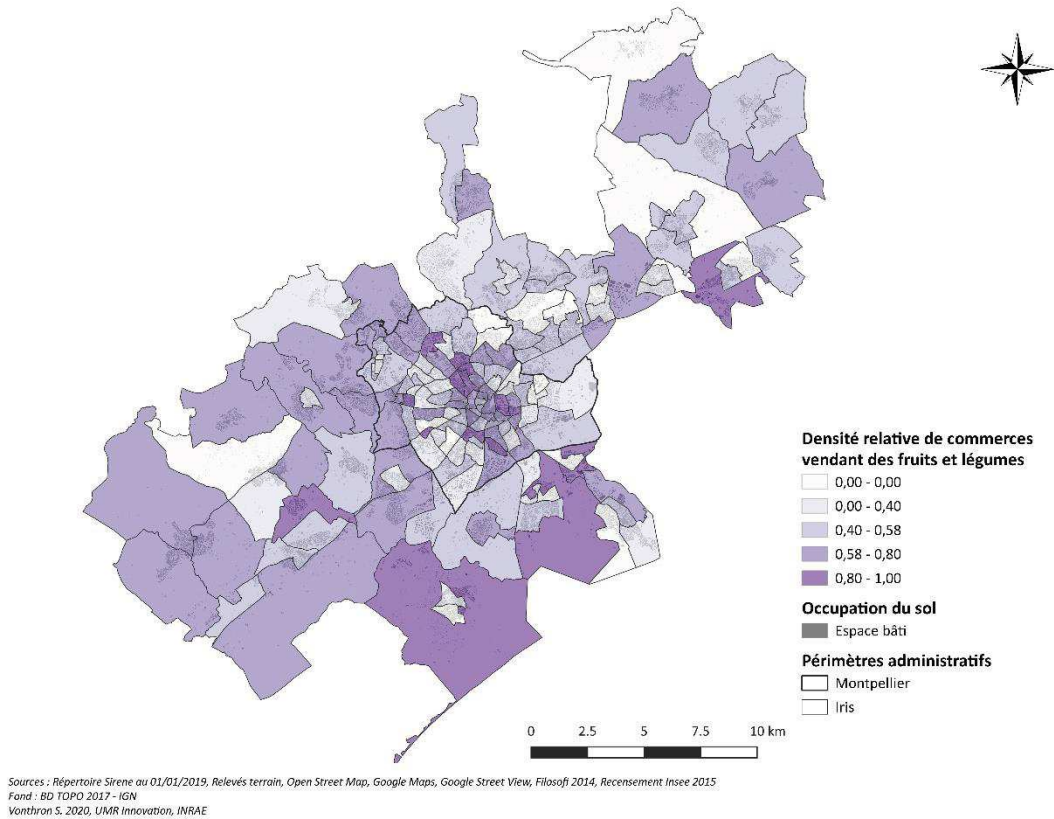 Densité relative de commerces
vendant des fruits et légumes
0,00 - 0,00
0,00 - 0,40
0,40 - 0,58
0,58 - 0,80
0,80 - 1,00
Occupation du sol
Espace bâti
Périmètres administratifs
Montpellier
Iris
0 2.5 5 7.5 10 km
Sources : Répertoire Sirene au 01/01/2019, Relevés terrain, Open Street Map, Google Maps, Google Street View, Filosofi 2014, Recensement Insee 2015
Fond : BD TOPO 2017 - IGN
Vonthron S. 2020, UMR Innovation, INRAE